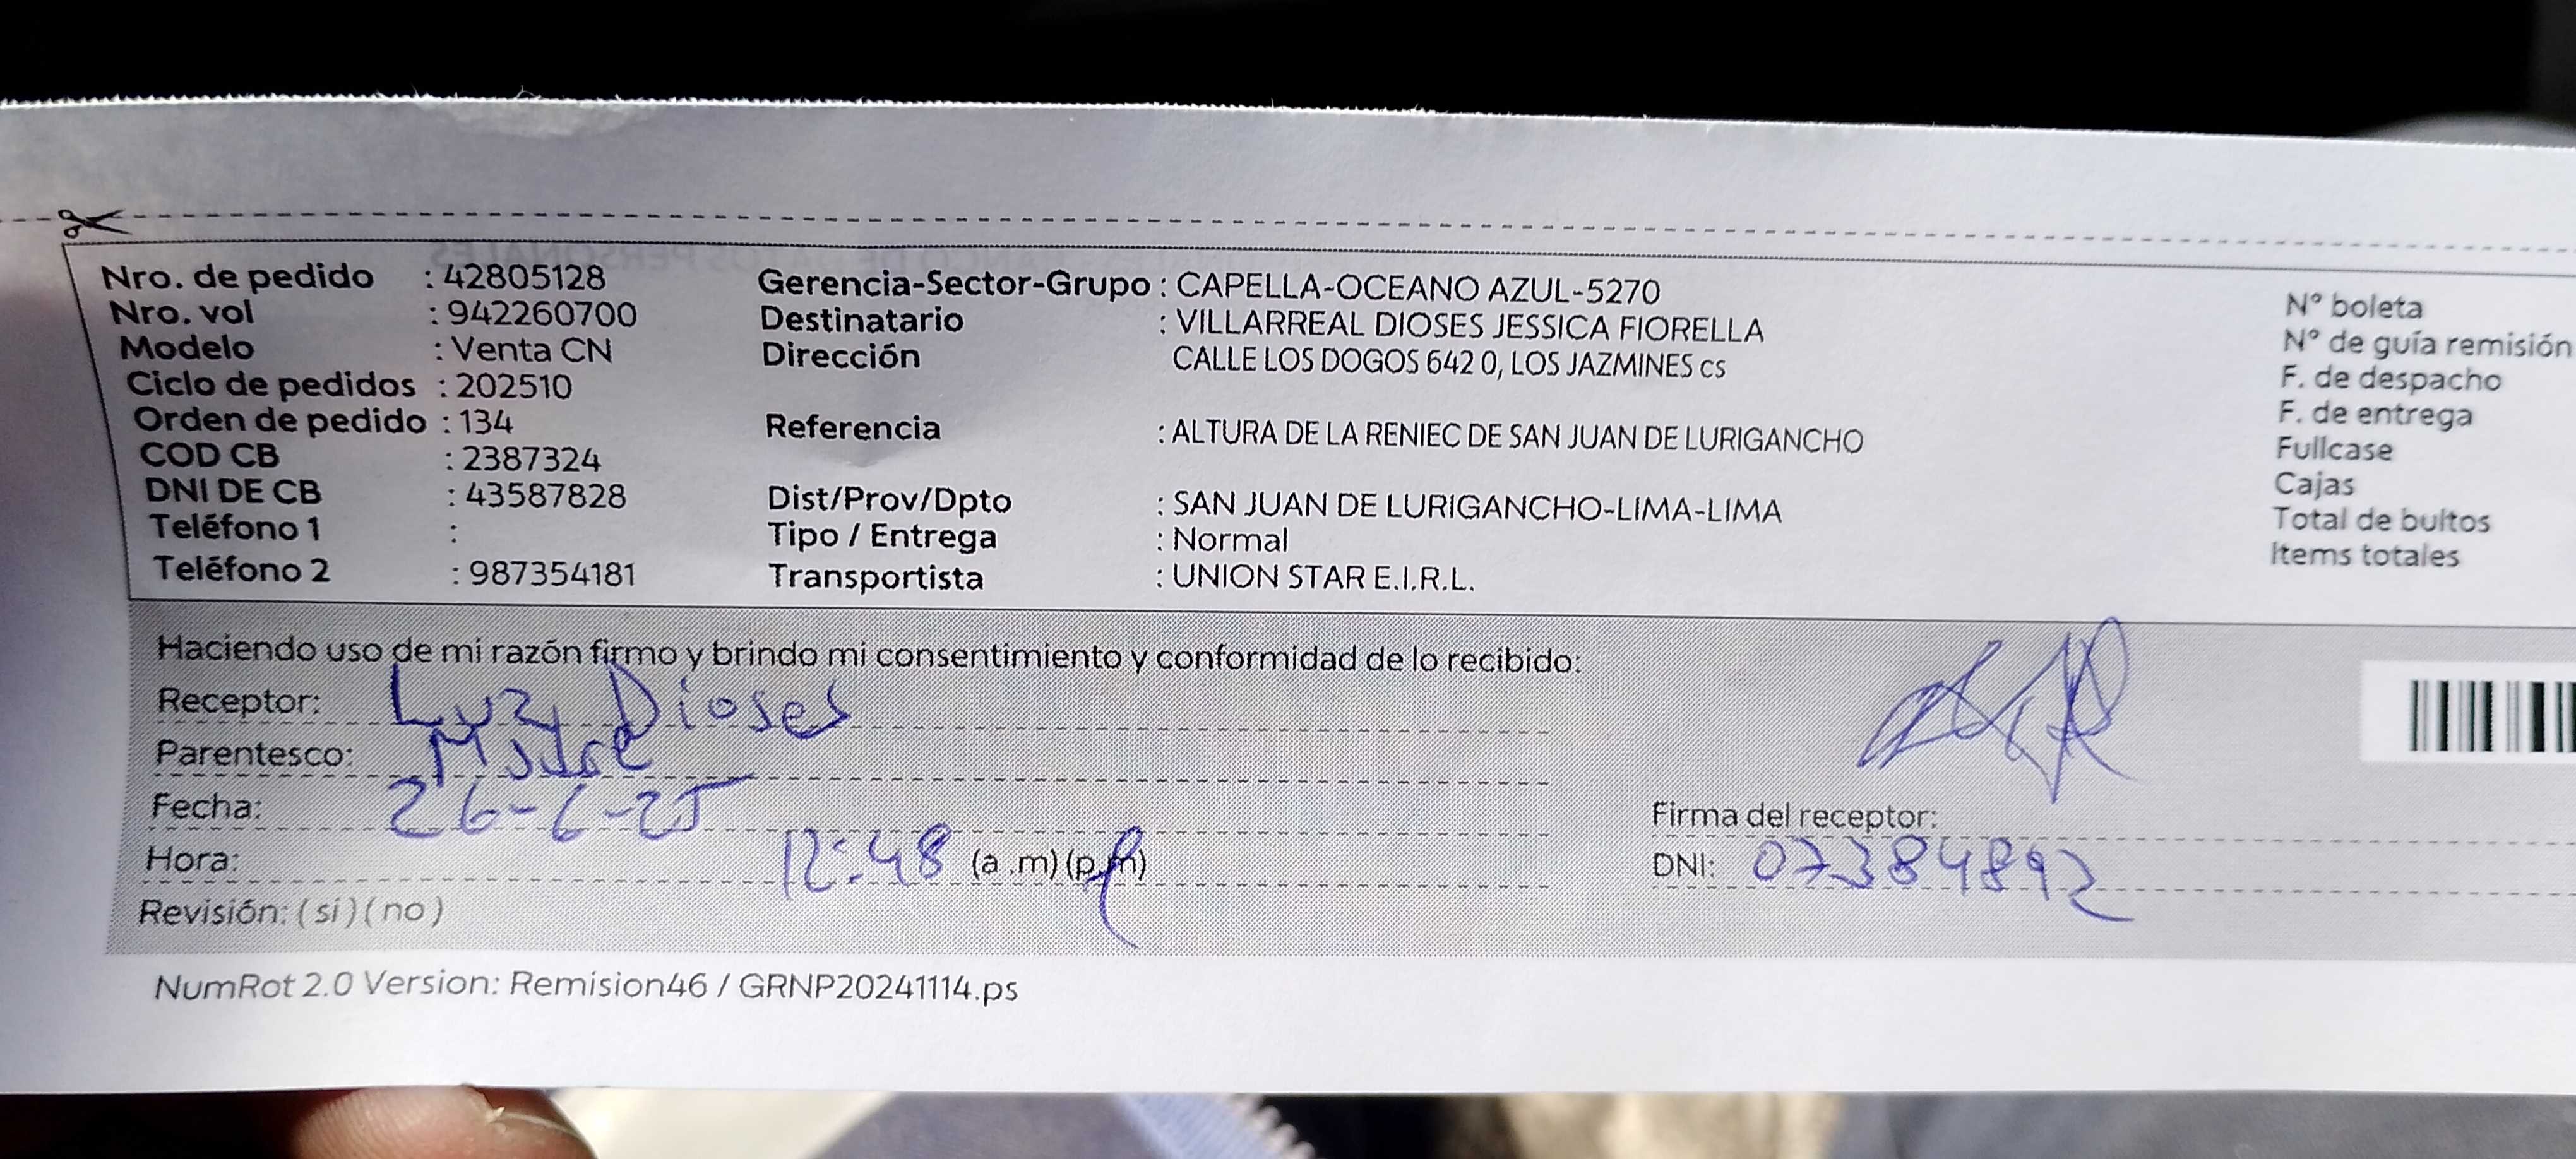 Nro. de pedido : 42805128
Nro. vol : 942260700
Modelo : Venta CN
Ciclo de pedidos : 202510
Orden de pedido : 134
COD CB : 2387324
DNI DE CB : 43587828
Teléfono 1 :
Teléfono 2 : 987354181
Gerencia-Sector-Grupo : CAPELLA-OCEANO AZUL-5270
Destinatario : VILLARREAL DIOSES JESSICA FIORELLA
Dirección CALLE LOS DOGOS 642 0, LOS JAZMINES cs
Referencia : ALTURA DE LA RENIEC DE SAN JUAN DE LURIGANCHO
Dist/Prov/Dpto : SAN JUAN DE LURIGANCHO-LIMA-LIMA
Tipo / Entrega : Normal
Transportista : UNION STAR E.I.R.L.
N° boleta
N° de guía remisión
F. de despacho
F. de entrega
Fullcase
Cajas
Total de bultos
Items totales
Haciendo uso de mi razón firmo y brindo mi consentimiento y conformidad de lo recibido:
Receptor: Luz Dioses
Parentesco: Madre
Fecha: 26-6-25
Hora: 12:48 (a .m) (p.m)
Revisión: ( si ) ( no )
Firma del receptor:
DNI: 07384892
NumRot 2.0 Version: Remision46 / GRNP20241114.ps